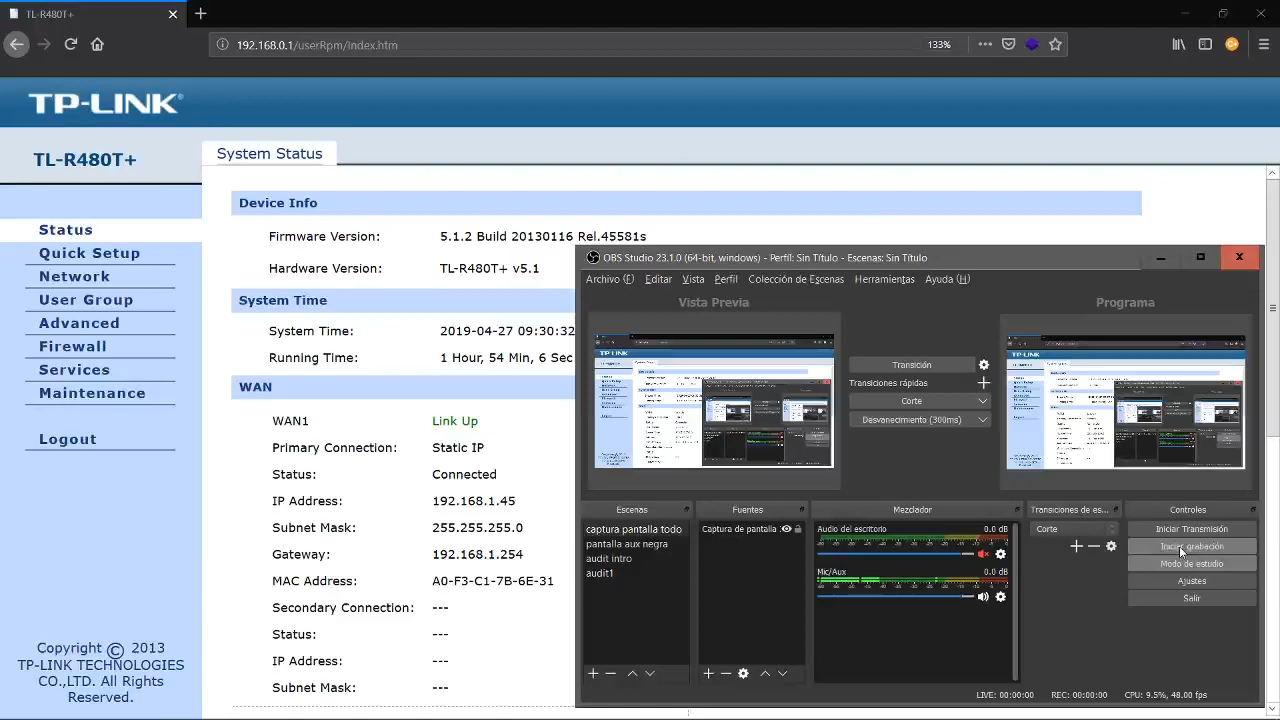 TL-R480T+
192.168.0.1/userRpm/Index.htm
133%
TP-LINK®
TL-R480T+
System Status
Status
Quick Setup
Network
User Group
Advanced
Firewall
Services
Maintenance
Logout
Copyright © 2013
TP-LINK TECHNOLOGIES
CO.,LTD. All Rights
Reserved.
Device Info
Firmware Version: 5.1.2 Build 20130116 Rel.45581s
Hardware Version: TL-R480T+ v5.1
System Time
System Time: 2019-04-27 09:30:32
Running Time: 1 Hour, 54 Min, 6 Sec
WAN
WAN1 Link Up
Primary Connection: Static IP
Status: Connected
IP Address: 192.168.1.45
Subnet Mask: 255.255.255.0
Gateway: 192.168.1.254
MAC Address: A0-F3-C1-7B-6E-31
Secondary Connection: ---
Status: ---
IP Address: ---
Subnet Mask: ---
OBS Studio 23.1.0 (64-bit, windows) - Perfil: Sin Título - Escenas: Sin Título
Archivo (F) Editar Vista Perfil Colección de Escenas Herramientas Ayuda (H)
Vista Previa
Programa
Transición
Transiciones rápidas
Corte
Desvanecimiento (300ms)
Escenas
captura pantalla todo
pantalla aux negra
audit intro
audit1
Fuentes
Captura de pantalla
Mezclador
Audio del escritorio 0.0 dB
Mic/Aux 0.0 dB
Transiciones de es...
Corte
Controles
Iniciar Transmisión
Iniciar grabación
Modo de estudio
Ajustes
Salir
LIVE: 00:00:00 REC: 00:00:00 CPU: 9.5%, 48.00 fps